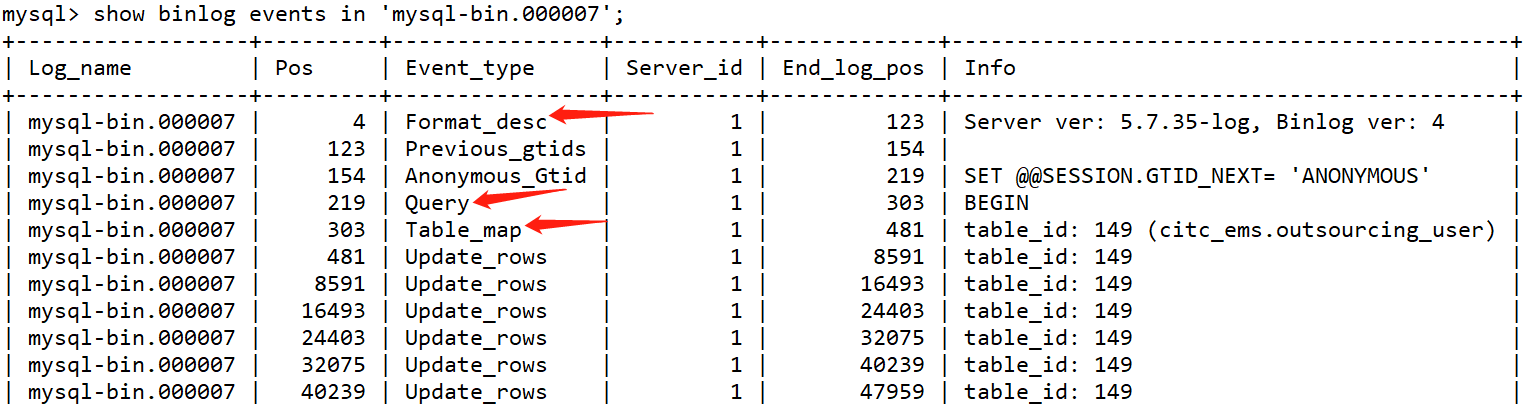 mysql> show binlog events in 'mysql-bin.000007';
+------------------+---------+----------------+-----------+-------------+------------------------------------------+
| Log_name | Pos | Event_type | Server_id | End_log_pos | Info |
+------------------+---------+----------------+-----------+-------------+------------------------------------------+
| mysql-bin.000007 | 4 | Format_desc | 1 | 123 | Server ver: 5.7.35-log, Binlog ver: 4 |
| mysql-bin.000007 | 123 | Previous_gtids | 1 | 154 | |
| mysql-bin.000007 | 154 | Anonymous_Gtid | 1 | 219 | SET @@SESSION.GTID_NEXT= 'ANONYMOUS' |
| mysql-bin.000007 | 219 | Query | 1 | 303 | BEGIN |
| mysql-bin.000007 | 303 | Table_map | 1 | 481 | table_id: 149 (citc_ems.outsourcing_user) |
| mysql-bin.000007 | 481 | Update_rows | 1 | 8591 | table_id: 149 |
| mysql-bin.000007 | 8591 | Update_rows | 1 | 16493 | table_id: 149 |
| mysql-bin.000007 | 16493 | Update_rows | 1 | 24403 | table_id: 149 |
| mysql-bin.000007 | 24403 | Update_rows | 1 | 32075 | table_id: 149 |
| mysql-bin.000007 | 32075 | Update_rows | 1 | 40239 | table_id: 149 |
| mysql-bin.000007 | 40239 | Update_rows | 1 | 47959 | table_id: 149 |